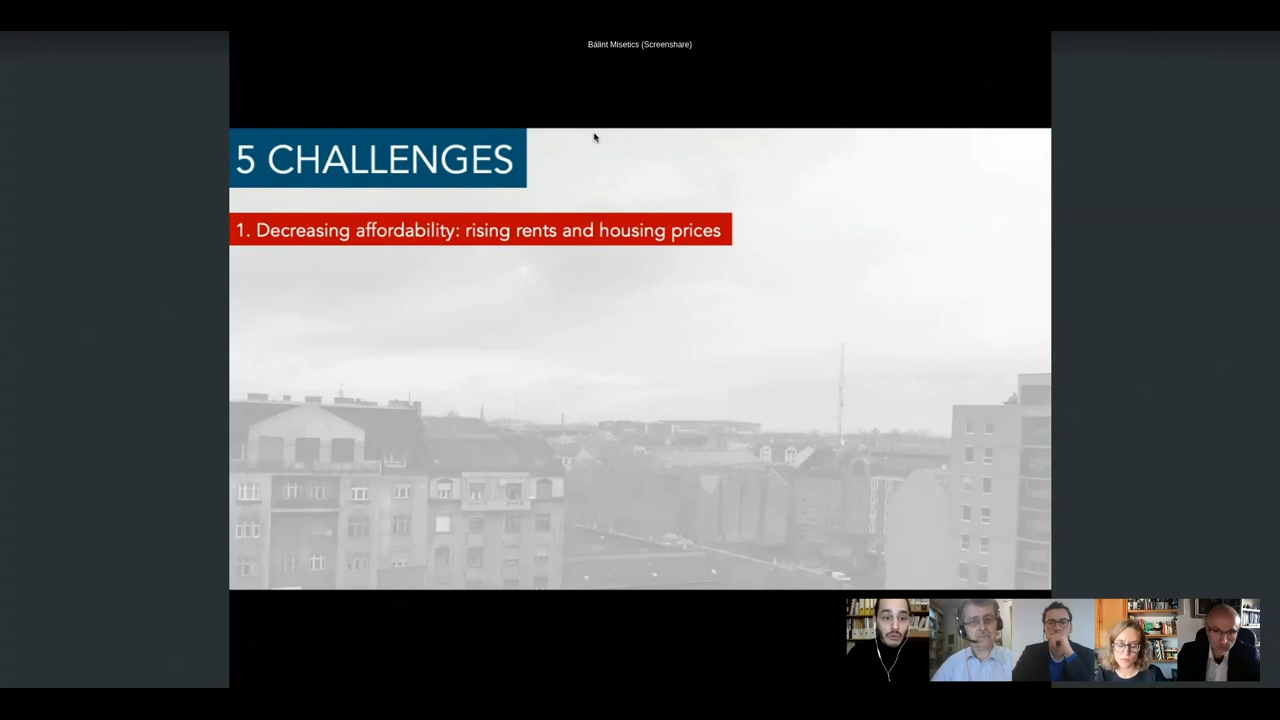 Bálint Misetics (Screenshare)
5 CHALLENGES
1. Decreasing affordability: rising rents and housing prices